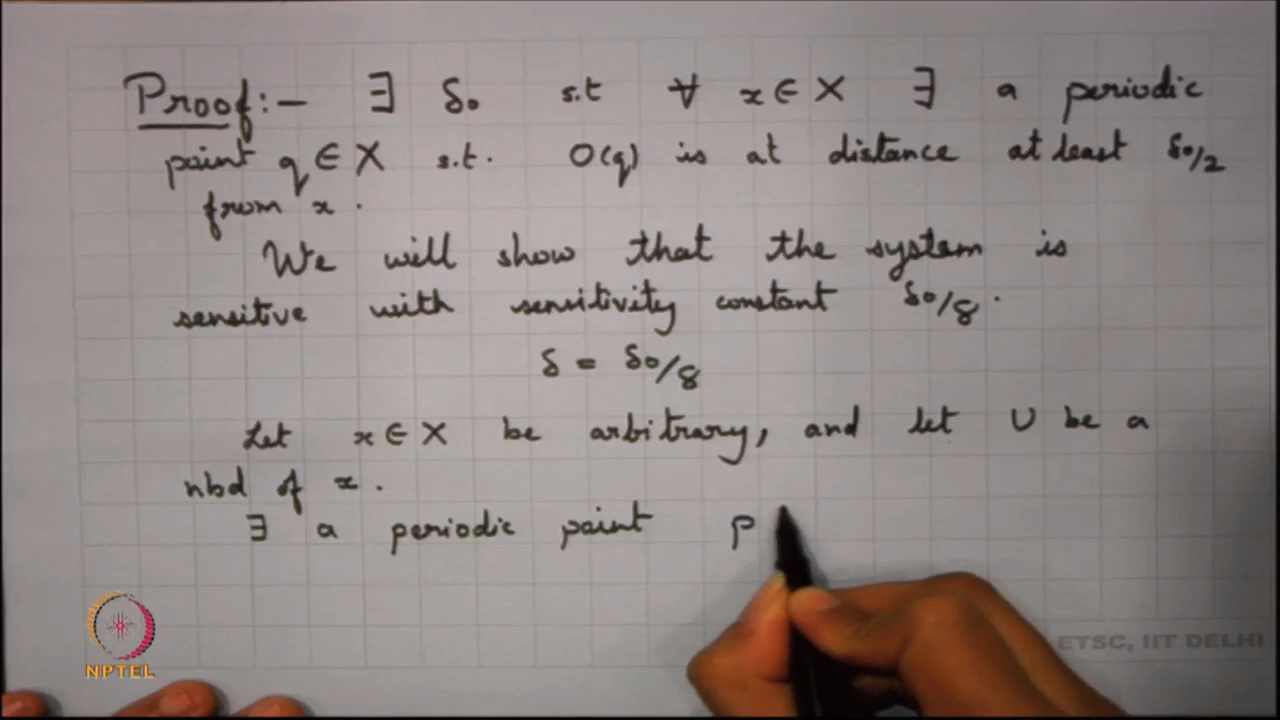 Proof:- ∃ δ₀ s.t ∀ x∈X ∃ a periodic
point q∈X s.t. O(q) is at distance at least δ₀/2
from x.
We will show that the system is
sensitive with sensitivity constant δ₀/8.
δ = δ₀/8
Let x∈X be arbitrary, and let U be a
nbd of x.
∃ a periodic point p
ETSC, IIT DELHI
NPTEL